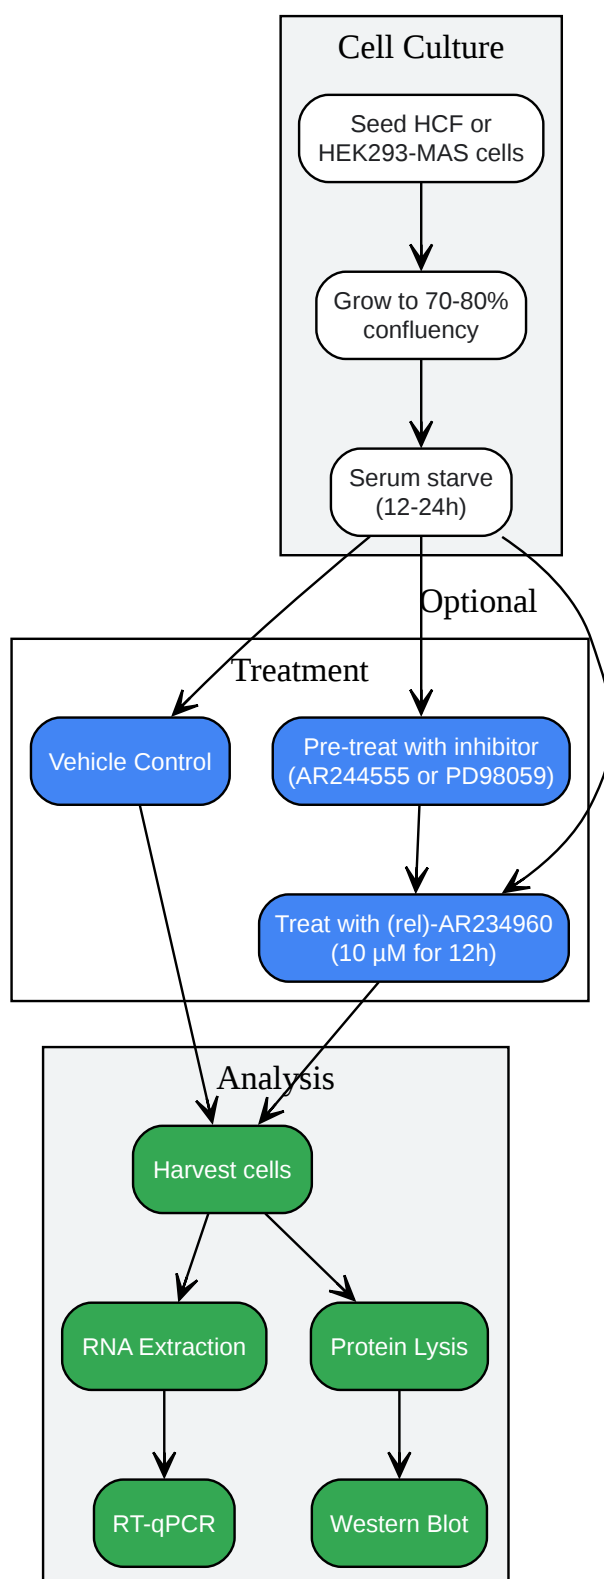 Cell Culture
Seed HCF or
HEK293-MAS cells
Grow to 70-80%
confluency
Serum starve
(12-24h)
Optional
Treatment
Vehicle Control
Pre-treat with inhibitor
(AR244555 or PD98059)
Treat with (rel)-AR234960
(10 µM for 12h)
Analysis
Harvest cells
RNA Extraction
Protein Lysis
RT-qPCR
Western Blot